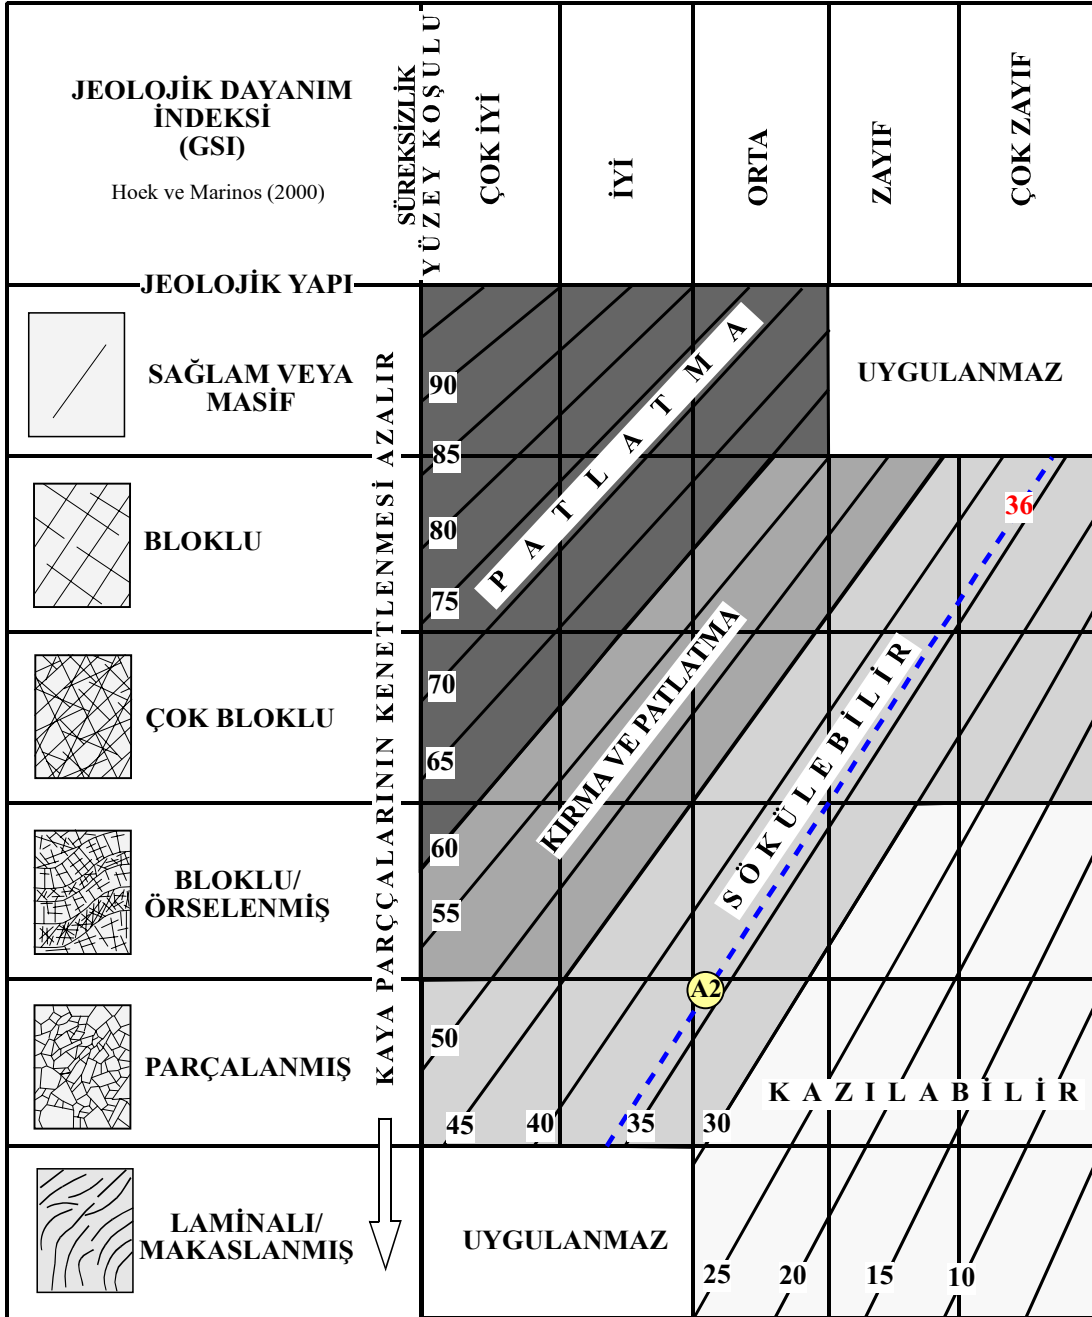 JEOLOJİK DAYANIM
İNDEKSİ
(GSI)
Hoek ve Marinos (2000)
SÜREKSİZLİK
YÜZEY KOŞULU
ÇOK İYİ
İYİ
ORTA
ZAYIF
ÇOK ZAYIF
JEOLOJİK YAPI
KAYA PARÇÇALARININ KENETLENMESİ AZALIR
SAĞLAM VEYA
MASİF
BLOKLU
ÇOK BLOKLU
BLOKLU/
ÖRSELENMİŞ
PARÇALANMIŞ
LAMİNALI/
MAKASLANMIŞ
UYGULANMAZ
PATLATMA
KIRMA VE PATLATMA
SÖKÜLEBİLİR
KAZILABİLİR
UYGULANMAZ
90
85
80
75
70
65
60
55
50
45
40
35
30
25
20
15
10
36
A2